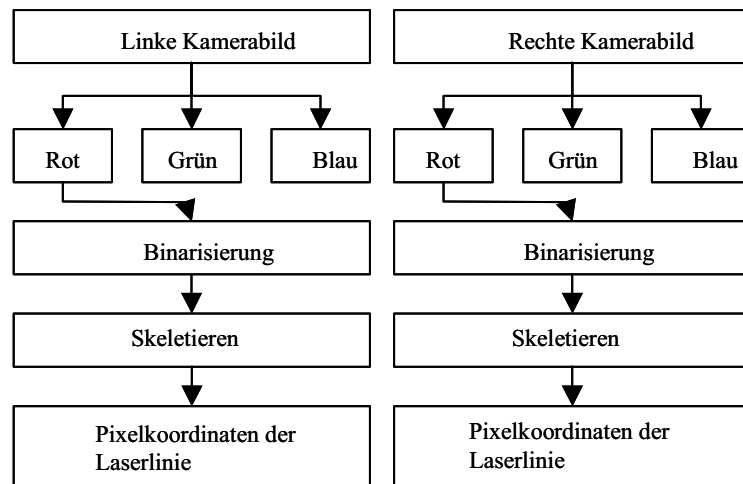 Linke Kamerabild
Rot
Grün
Blau
Binarisierung
Skeletieren
Pixelkoordinaten der
Laserlinie
Rechte Kamerabild
Rot
Grün
Blau
Binarisierung
Skeletieren
Pixelkoordinaten der
Laserlinie